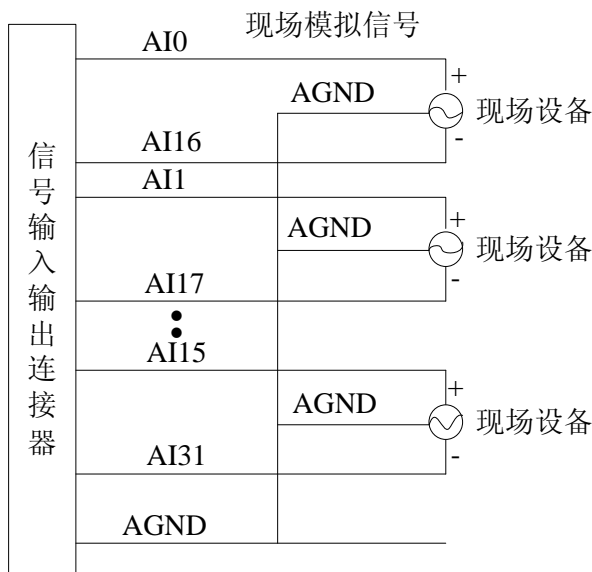 现场模拟信号
AI0
+
AGND
现场设备
-
AI16
AI1
+
AGND
现场设备
-
AI17
AI15
+
AGND
现场设备
-
AI31
AGND
信号输入输出连接器